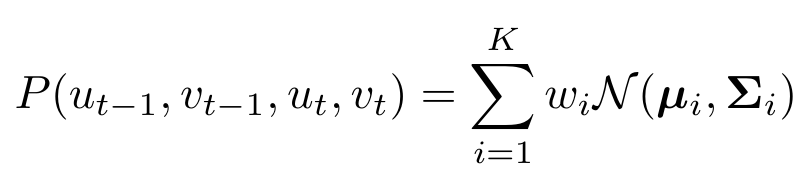 P(u_{t-1}, v_{t-1}, u_t, v_t) = \sum_{i=1}^{K} w_i \mathcal{N}(\boldsymbol{\mu}_i, \boldsymbol{\Sigma}_i)